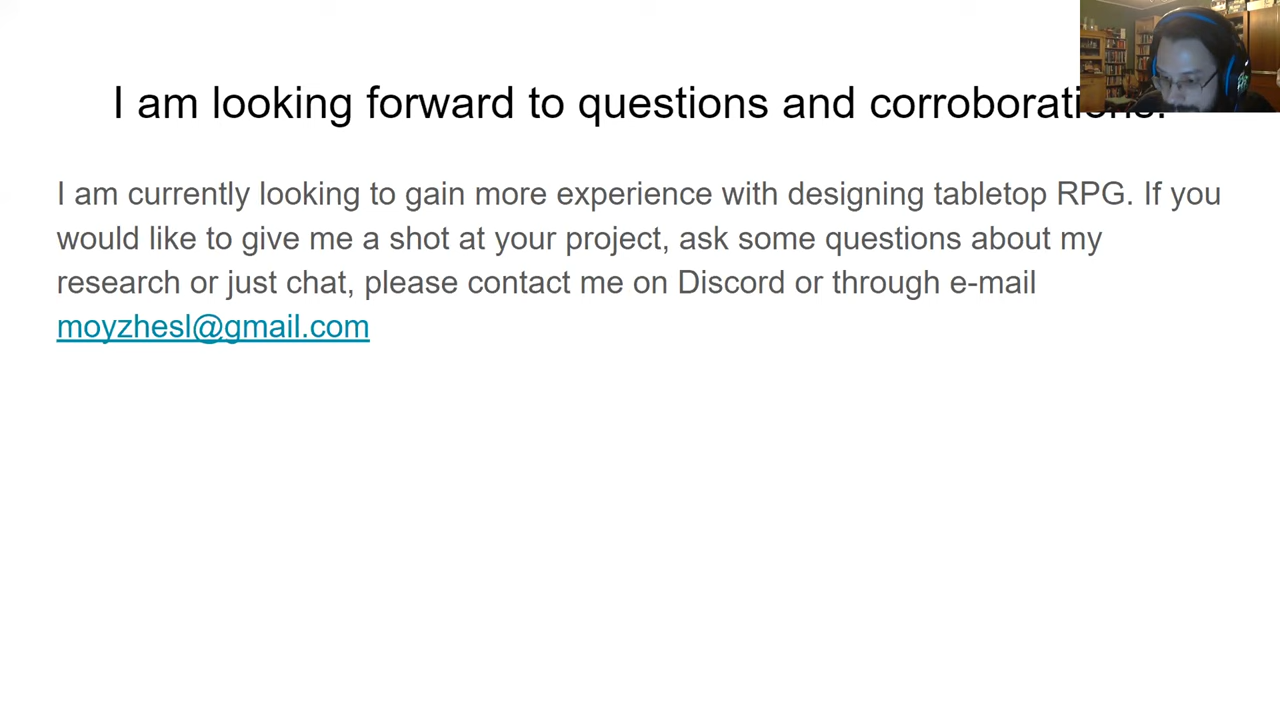 I am looking forward to questions and corroborations.
I am currently looking to gain more experience with designing tabletop RPG. If you
would like to give me a shot at your project, ask some questions about my
research or just chat, please contact me on Discord or through e-mail
moyzhesl@gmail.com